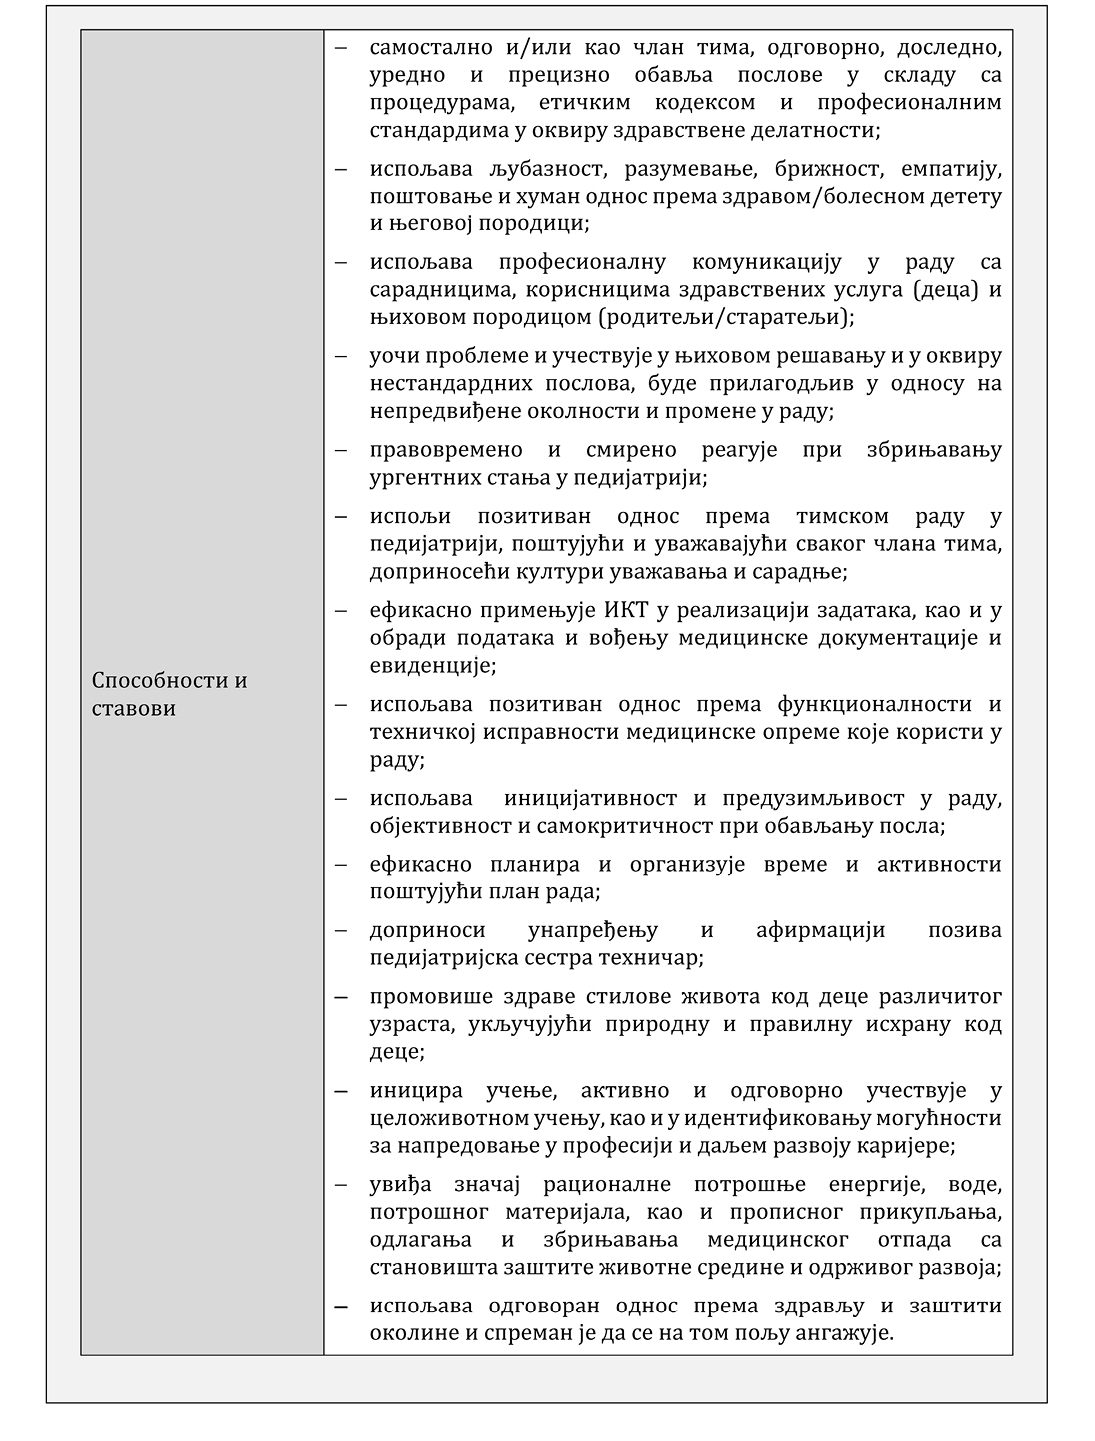 Способности и
ставови
– самостално и/или као члан тима, одговорно, доследно,
уредно и прецизно обавља послове у складу са
процедурама, етичким кодексом и професионалним
стандардима у оквиру здравствене делатности;
– испољава љубазност, разумевање, брижност, емпатију,
поштовање и хуман однос према здравом/болесном детету
и његовој породици;
– испољава професионалну комуникацију у раду са
сарадницима, корисницима здравствених услуга (деца) и
њиховом породицом (родитељи/старатељи);
– уочи проблеме и учествује у њиховом решавању и у оквиру
нестандардних послова, буде прилагодљив у односу на
непредвиђене околности и промене у раду;
– правовремено и смирено реагује при збрињавању
ургентних стања у педијатрији;
– испољи позитиван однос према тимском раду у
педијатрији, поштујући и уважавајући сваког члана тима,
доприносећи култури уважавања и сарадње;
– ефикасно примењује ИКТ у реализацији задатака, као и у
обради података и вођењу медицинске документације и
евиденције;
– испољава позитиван однос према функционалности и
техничкој исправности медицинске опреме које користи у
раду;
– испољава иницијативност и предузимљивост у раду,
објективност и самокритичност при обављању посла;
– ефикасно планира и организује време и активности
поштујући план рада;
– доприноси унапређењу и афирмацији позива
педијатријска сестра техничар;
– промовише здраве стилове живота код деце различитог
узраста, укључујући природну и правилну исхрану код
деце;
– иницира учење, активно и одговорно учествује у
целоживотном учењу, као и у идентификовању могућности
за напредовање у професији и даљем развоју каријере;
– увиђа значај рационалне потрошње енергије, воде,
потрошног материјала, као и прописног прикупљања,
одлагања и збрињавања медицинског отпада са
становишта заштите животне средине и одрживог развоја;
– испољава одговоран однос према здрављу и заштити
околине и спреман је да се на том пољу ангажује.